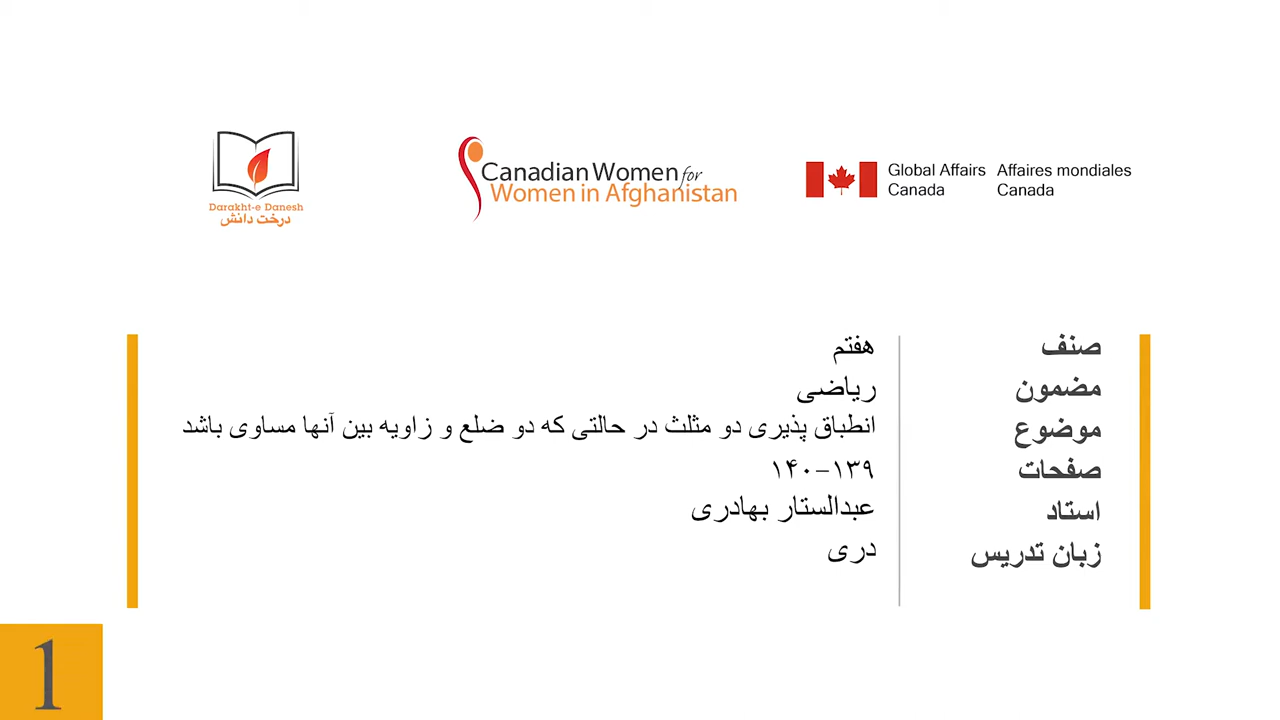 Darakht-e Danesh
درخت دانش
Canadian Women for
Women in Afghanistan
Global Affairs Canada
Affaires mondiales Canada
صنف هفتم
مضمون ریاضی
موضوع انطباق پذیری دو مثلث در حالتی که دو ضلع و زاویه بین آنها مساوی باشد
صفحات ۱۳۹-۱۴۰
استاد عبدالستار بهادری
زبان تدریس دری
1